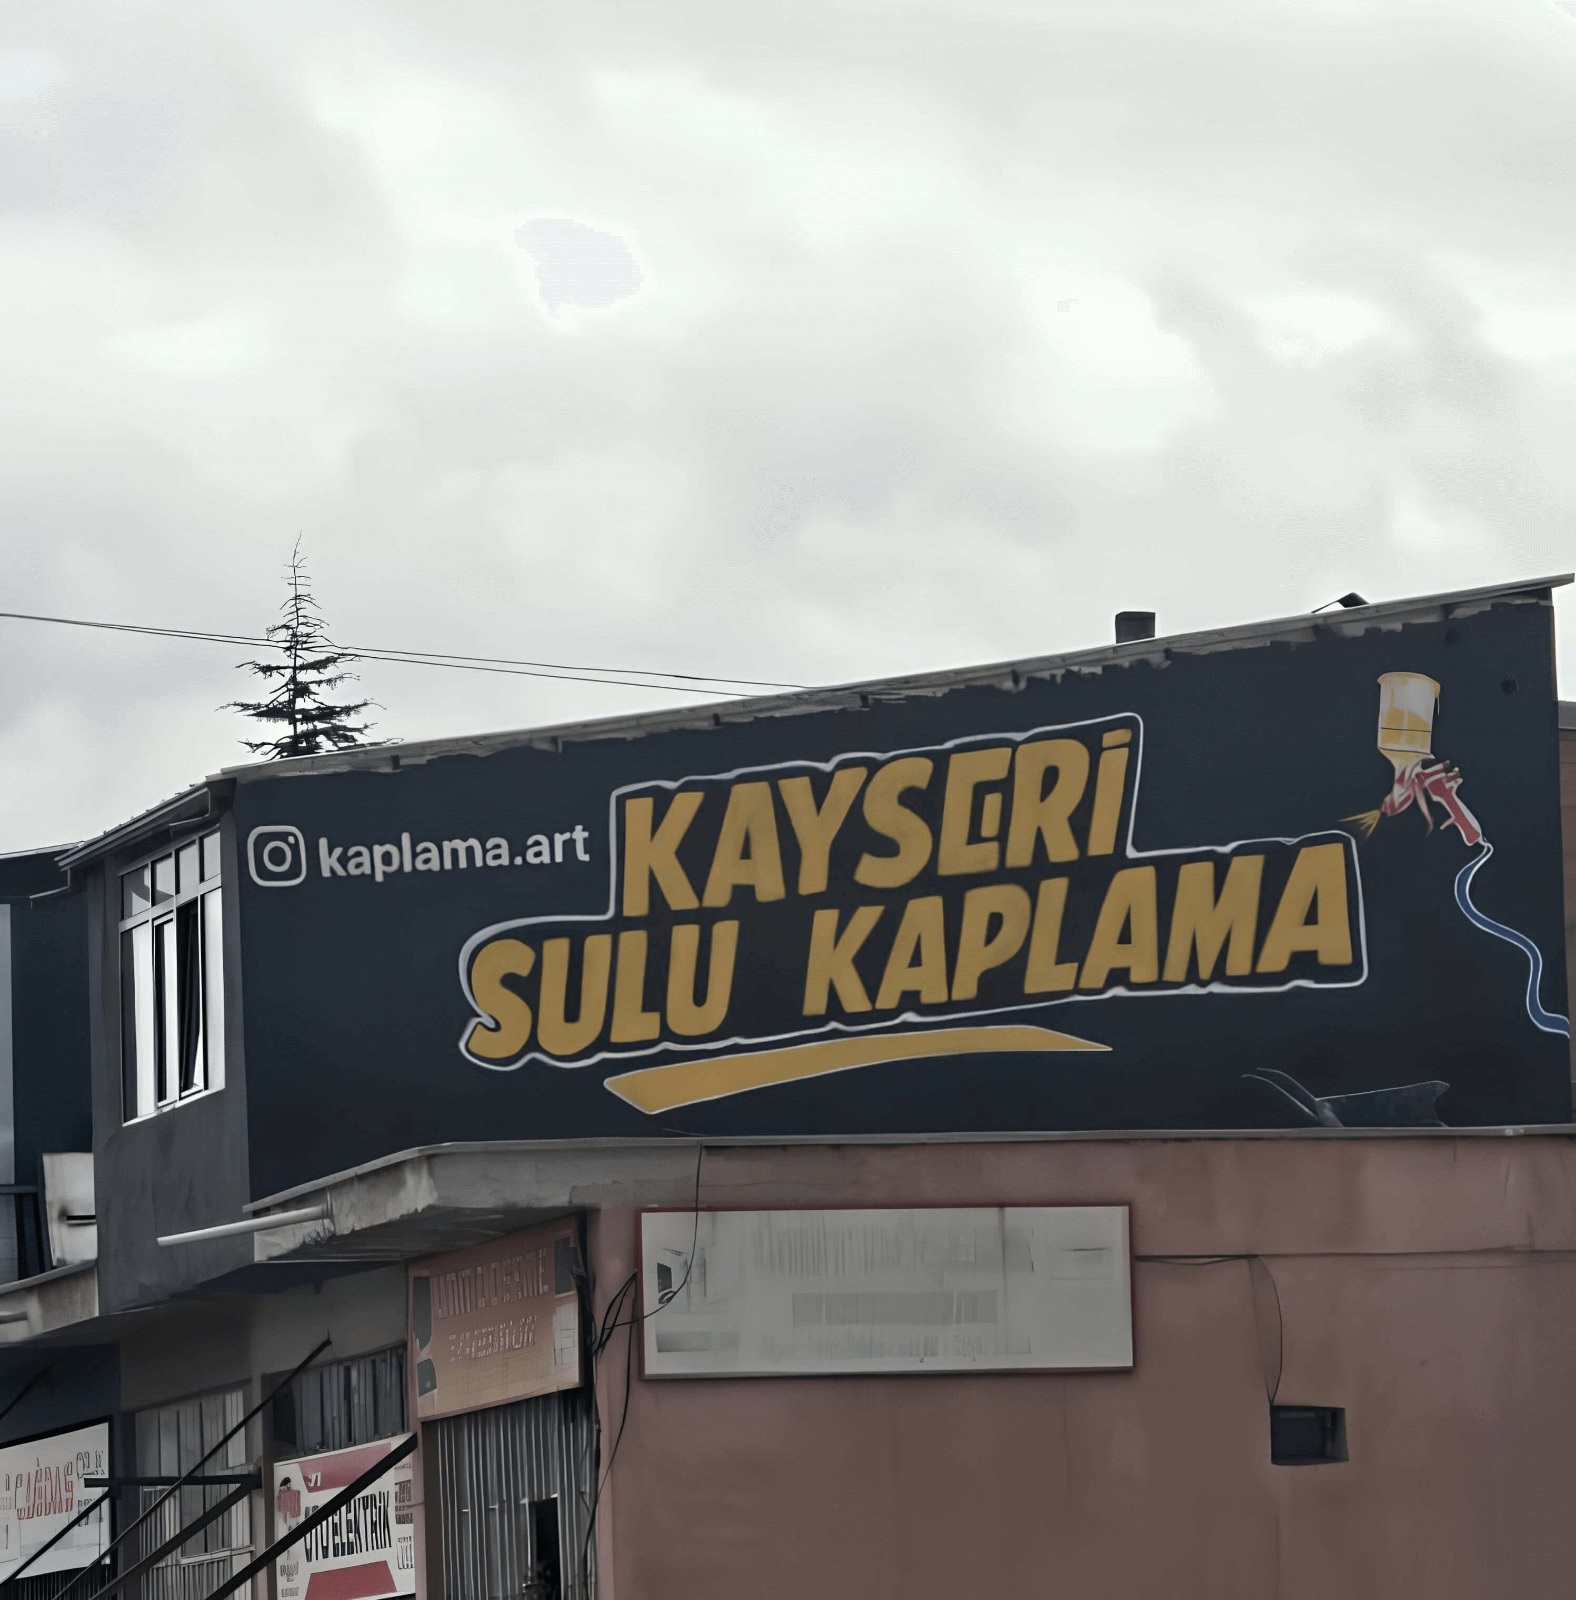 kaplama.art
KAYSERİ
SULU KAPLAMA
OTO ELEKTRİK